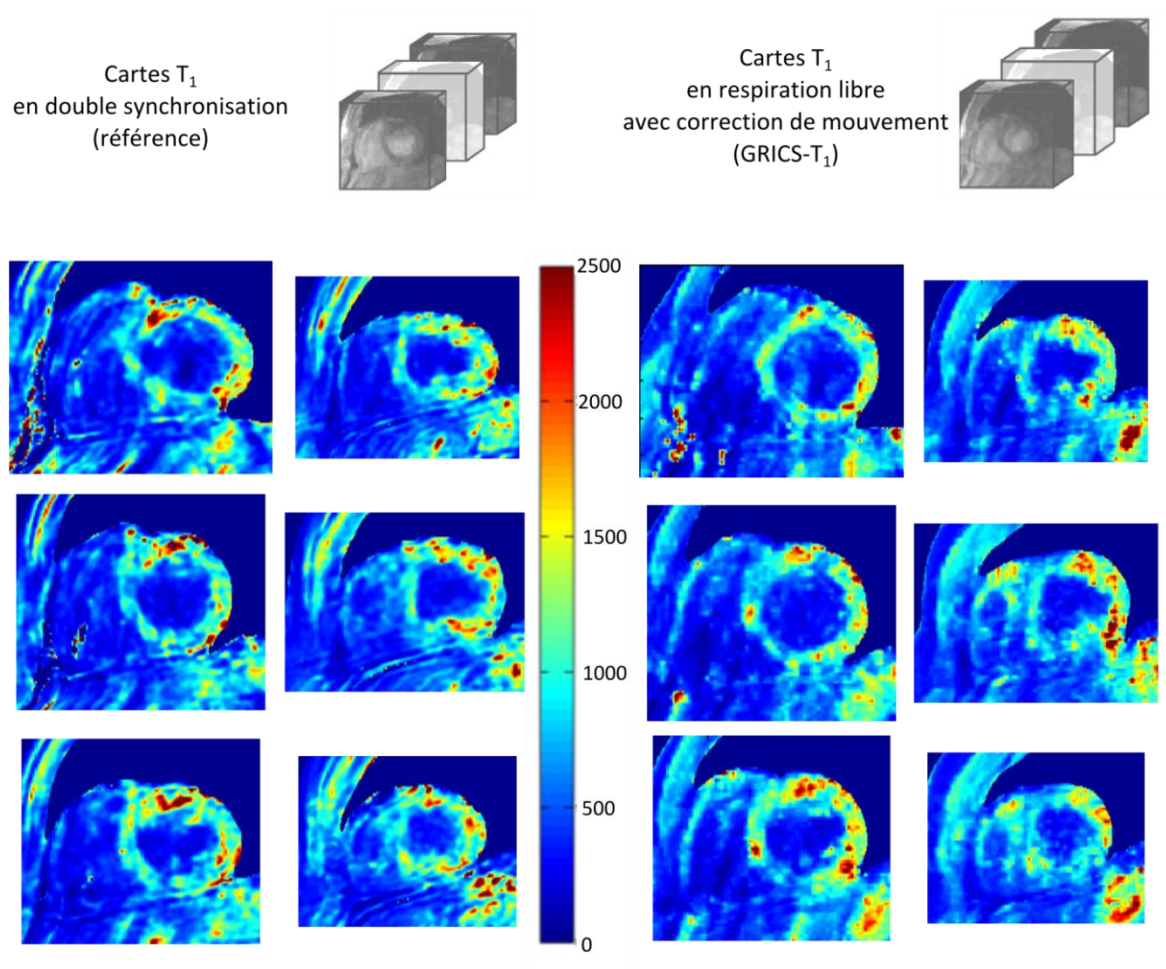 Cartes T1
en double synchronisation
(référence)
Cartes T1
en respiration libre
avec correction de mouvement
(GRICS-T1)
2500
2000
1500
1000
500
0